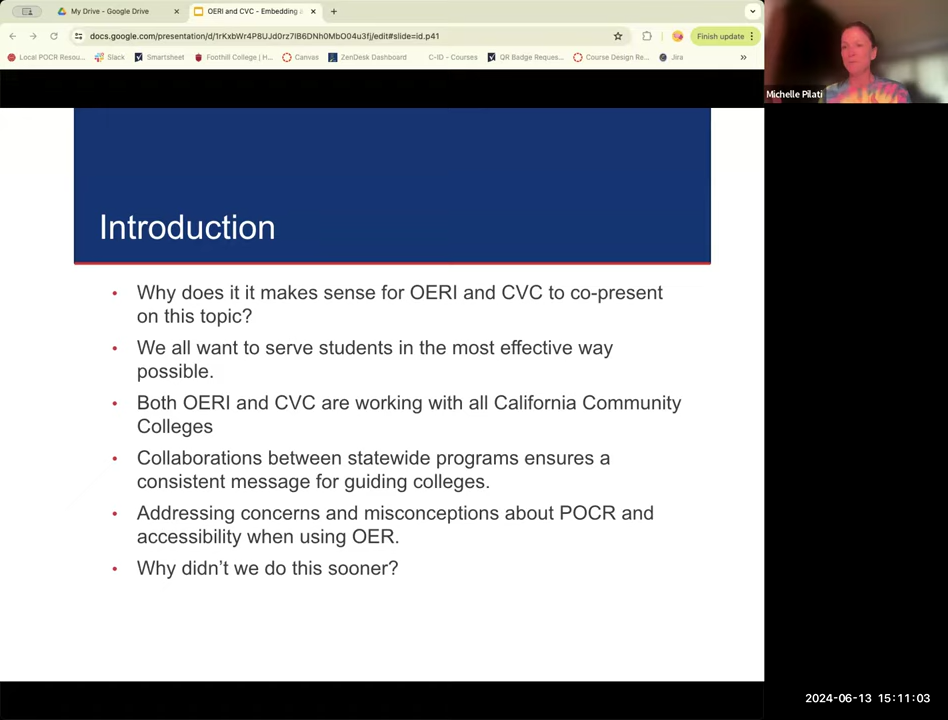 My Drive - Google Drive
OERI and CVC - Embedding a
docs.google.com/presentation/d/1rKxbWr4P8UJd0rz7lB6DNh0MbO04u3fj/edit#slide=id.p41
Finish update
Local POCR Resou...
Slack
Smartsheet
Foothill College | H...
Canvas
ZenDesk Dashboard
C-ID - Courses
QR Badge Reques...
Course Design Re...
Jira
Michelle Pilati
Introduction
• Why does it it makes sense for OERI and CVC to co-present
on this topic?
• We all want to serve students in the most effective way
possible.
• Both OERI and CVC are working with all California Community
Colleges
• Collaborations between statewide programs ensures a
consistent message for guiding colleges.
• Addressing concerns and misconceptions about POCR and
accessibility when using OER.
• Why didn't we do this sooner?
2024-06-13 15:11:03